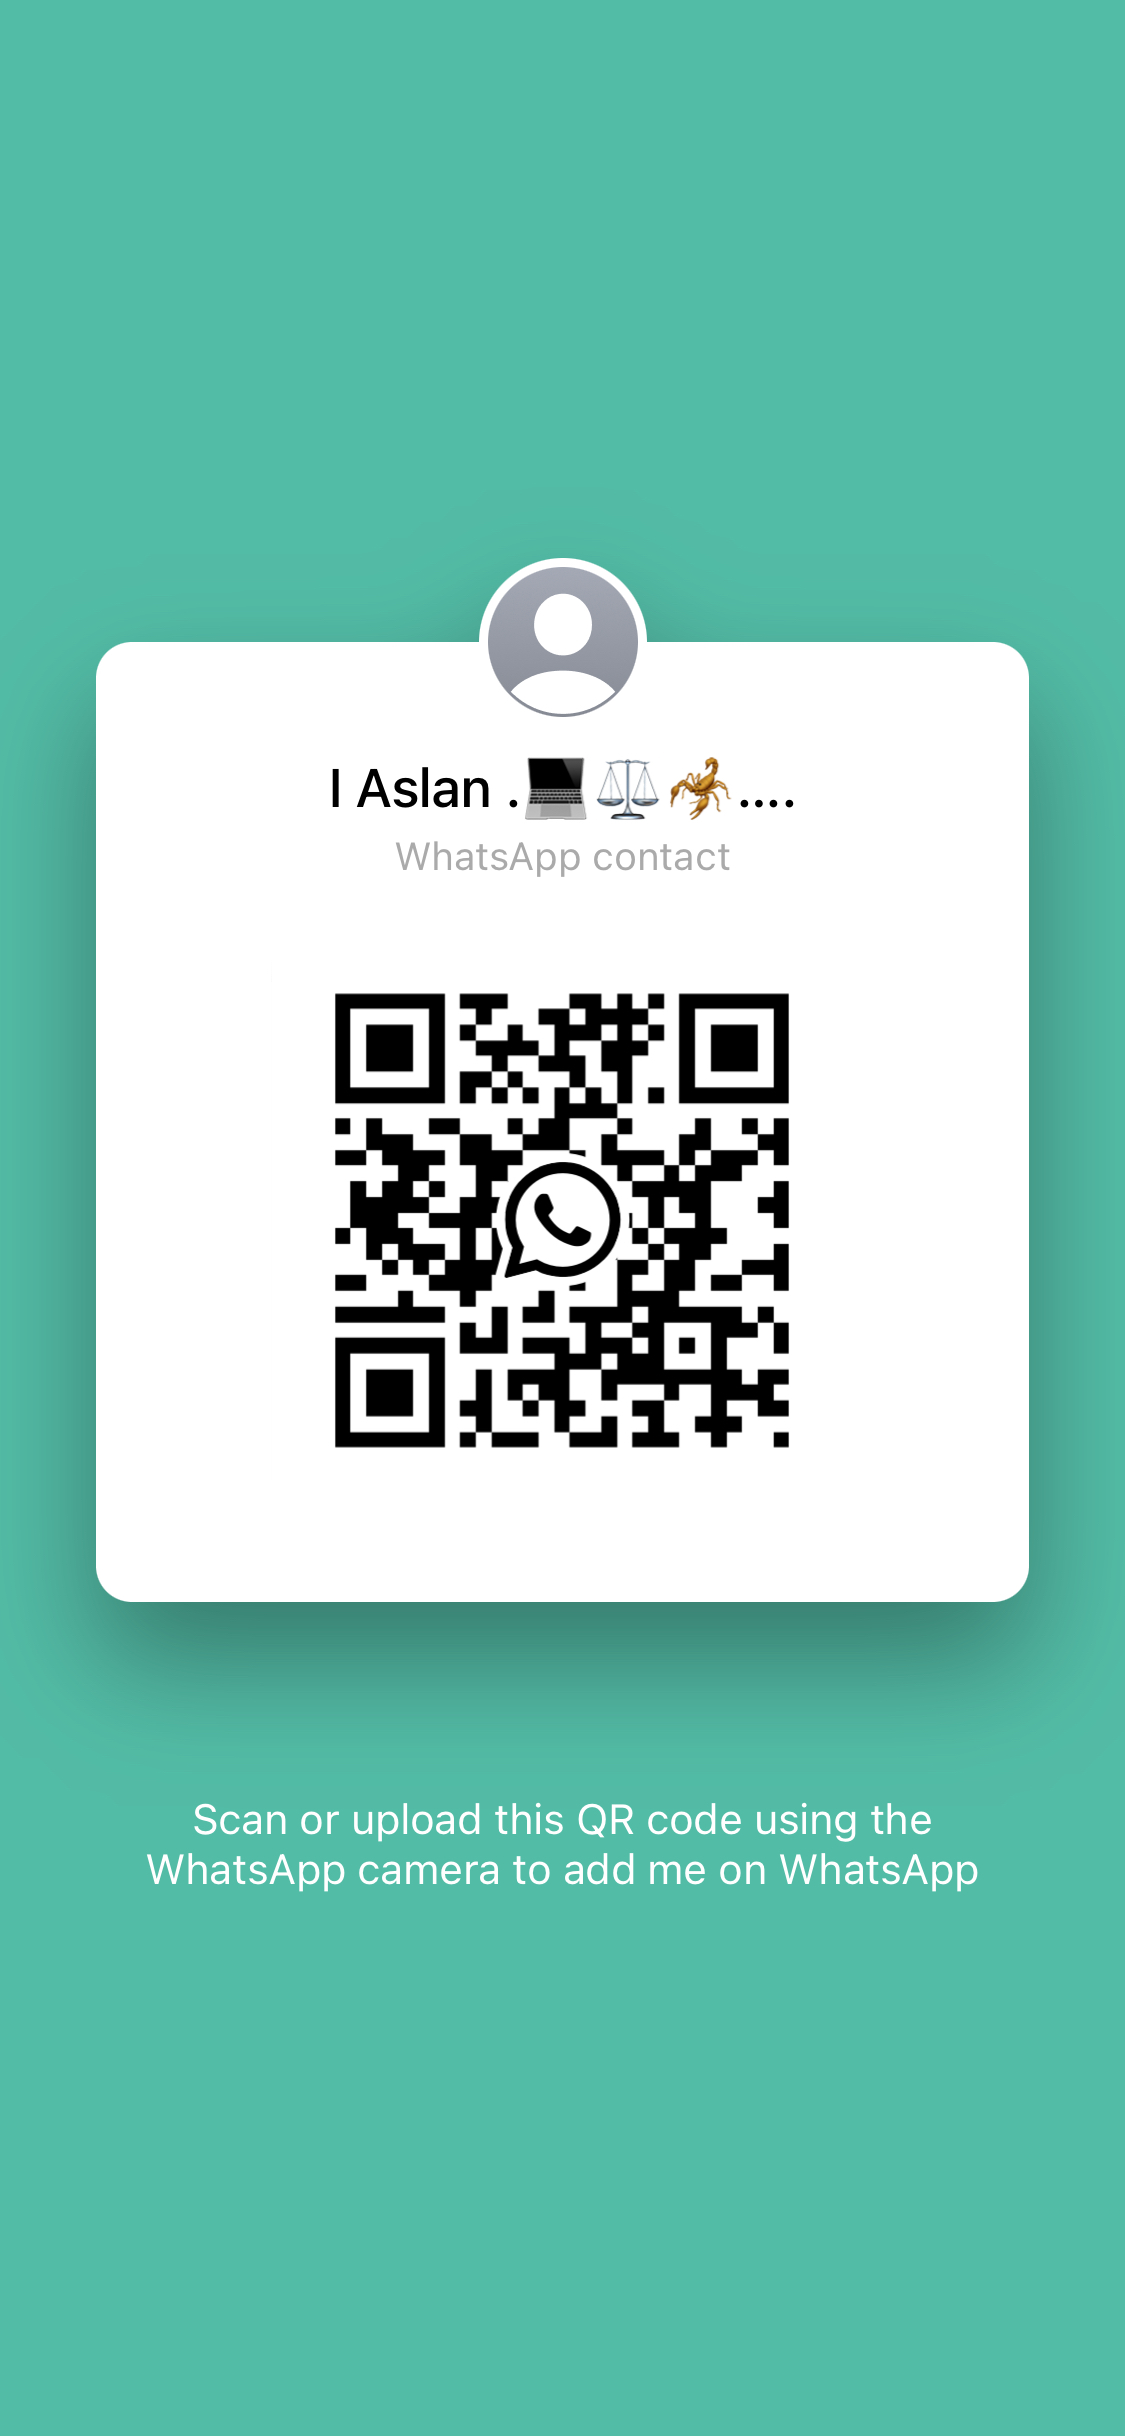 I Aslan .💻⚖️🦂....
WhatsApp contact
Scan or upload this QR code using the
WhatsApp camera to add me on WhatsApp